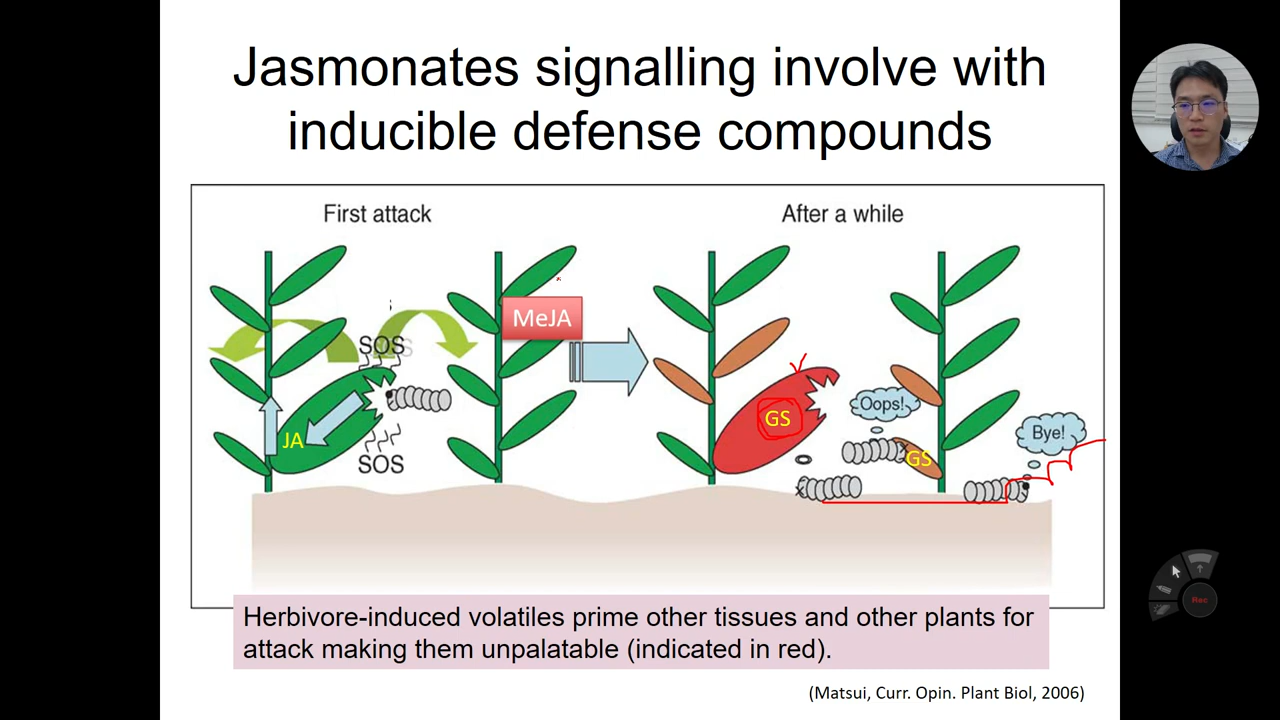 Jasmonates signalling involve with
inducible defense compounds
First attack
After a while
MeJA
SOS
JA
SOS
GS
Oops!
GS
Bye!
Herbivore-induced volatiles prime other tissues and other plants for
attack making them unpalatable (indicated in red).
(Matsui, Curr. Opin. Plant Biol, 2006)
Rec